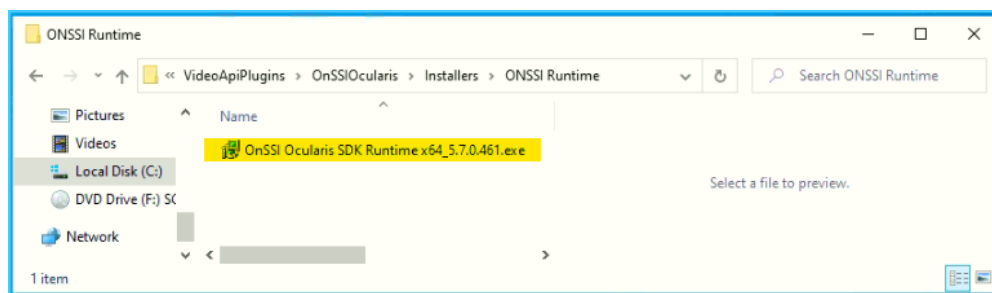 ONSSI Runtime
« VideoApiPlugins > OnSSIOcularis > Installers > ONSSI Runtime
Search ONSSI Runtime
Pictures
Videos
Local Disk (C:)
DVD Drive (F:) SC
Network
Name
OnSSI Ocularis SDK Runtime x64_5.7.0.461.exe
Select a file to preview.
1 item